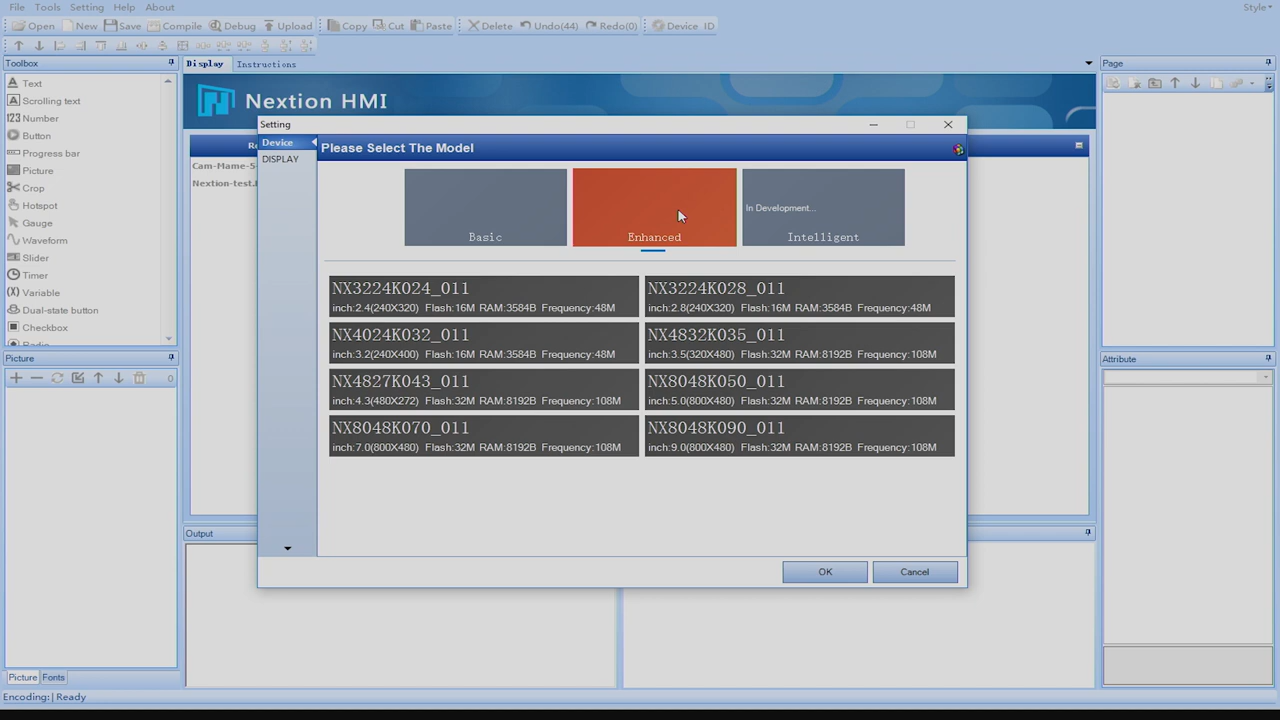 File Tools Setting Help About Style
Open New Save Compile Debug Upload Copy Cut Paste Delete Undo(44) Redo(0) Device ID
Toolbox
Display Instructions
Page
Text
Scrolling text
Number
Button
Progress bar
Picture
Crop
Hotspot
Gauge
Waveform
Slider
Timer
Variable
Dual-state button
Checkbox
Radio
Nextion HMI
Re
Cam-Mame-5-
Nextion-test.
Setting
Device
DISPLAY
Please Select The Model
Basic
Enhanced
In Development...
Intelligent
NX3224K024_011
inch:2.4(240X320) Flash:16M RAM:3584B Frequency:48M
NX3224K028_011
inch:2.8(240X320) Flash:16M RAM:3584B Frequency:48M
NX4024K032_011
inch:3.2(240X400) Flash:16M RAM:3584B Frequency:48M
NX4832K035_011
inch:3.5(320X480) Flash:32M RAM:8192B Frequency:108M
NX4827K043_011
inch:4.3(480X272) Flash:32M RAM:8192B Frequency:108M
NX8048K050_011
inch:5.0(800X480) Flash:32M RAM:8192B Frequency:108M
NX8048K070_011
inch:7.0(800X480) Flash:32M RAM:8192B Frequency:108M
NX8048K090_011
inch:9.0(800X480) Flash:32M RAM:8192B Frequency:108M
OK Cancel
Picture
0
Attribute
Output
Picture Fonts
Encoding:| Ready